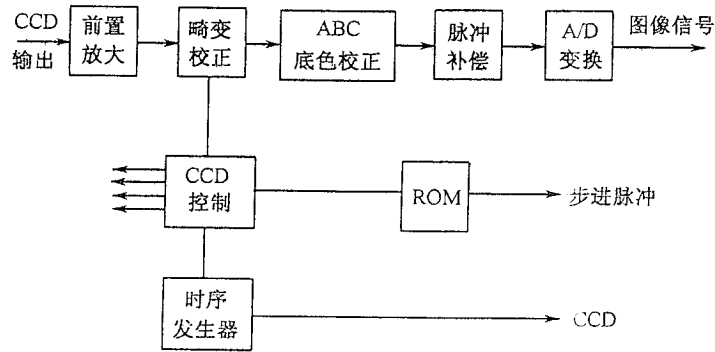 CCD
输出
前置
放大
畸变
校正
ABC
底色校正
脉冲
补偿
A/D
变换
图像信号
CCD
控制
ROM
步进脉冲
时序
发生器
CCD